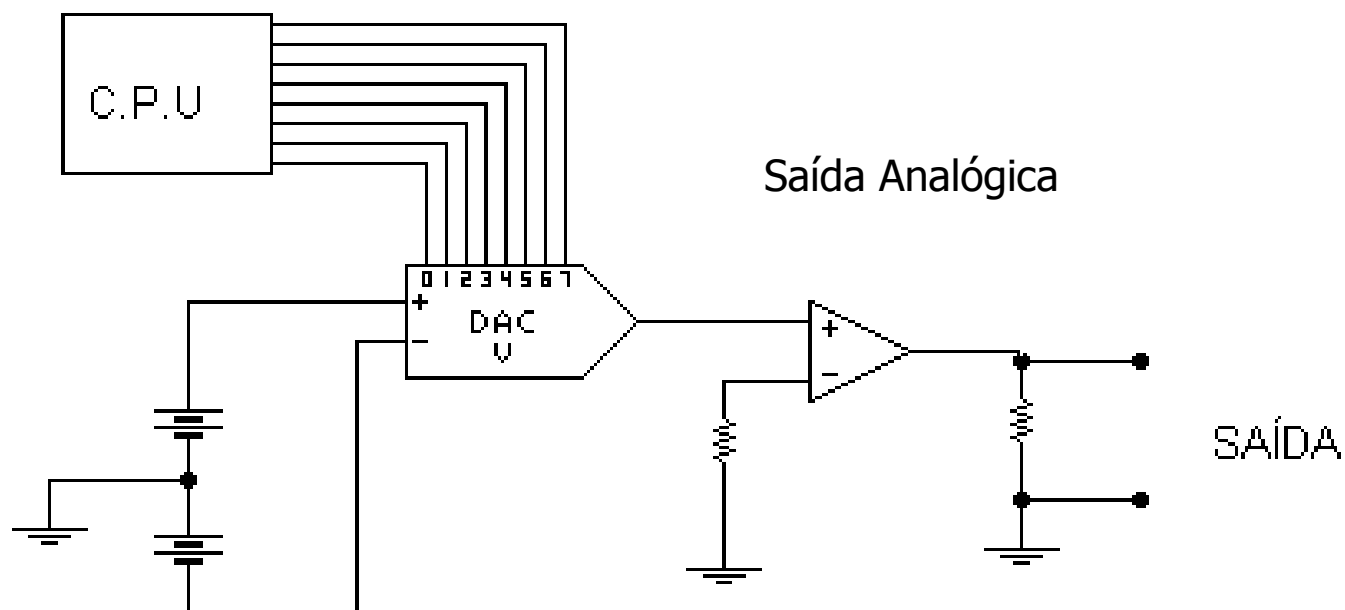 C.P.U
Saída Analógica
0 1 2 3 4 5 6 7
+
DAC
-
V
+
-
SAÍDA